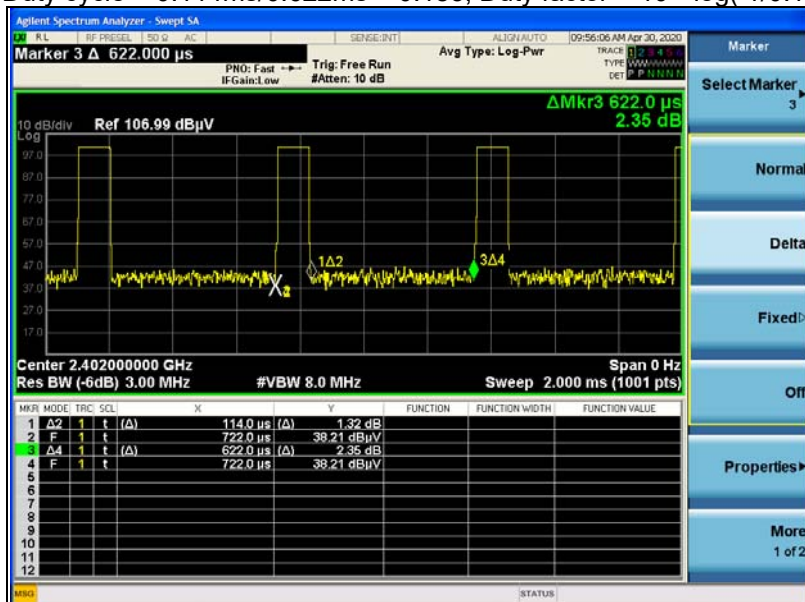 Agilent Spectrum Analyzer - Swept SA
RL RF PRESEL 50 Ω AC SENSE:INT ALIGN AUTO 09:56:06 AM Apr 30, 2020
Marker 3 Δ 622.000 µs
PNO: Fast
IFGain:Low
Trig: Free Run
#Atten: 10 dB
Avg Type: Log-Pwr
TRACE 1 2 3 4 5 6
TYPE
DET P P N N N N
ΔMkr3 622.0 µs
2.35 dB
10 dB/div Ref 106.99 dBµV
Log
97.0
87.0
77.0
67.0
57.0
47.0
37.0
27.0
17.0
1Δ2
3Δ4
Center 2.402000000 GHz Span 0 Hz
Res BW (-6dB) 3.00 MHz #VBW 8.0 MHz Sweep 2.000 ms (1001 pts)
MKR MODE TRC SCL X Y FUNCTION FUNCTION WIDTH FUNCTION VALUE
1 Δ2 1 t (Δ) 114.0 µs (Δ) 1.32 dB
2 F 1 t 722.0 µs 38.21 dBµV
3 Δ4 1 t (Δ) 622.0 µs (Δ) 2.35 dB
4 F 1 t 722.0 µs 38.21 dBµV
5
6
7
8
9
10
11
12
MSG STATUS
Marker
Select Marker
3
Normal
Delta
Fixed
Off
Properties
More
1 of 2